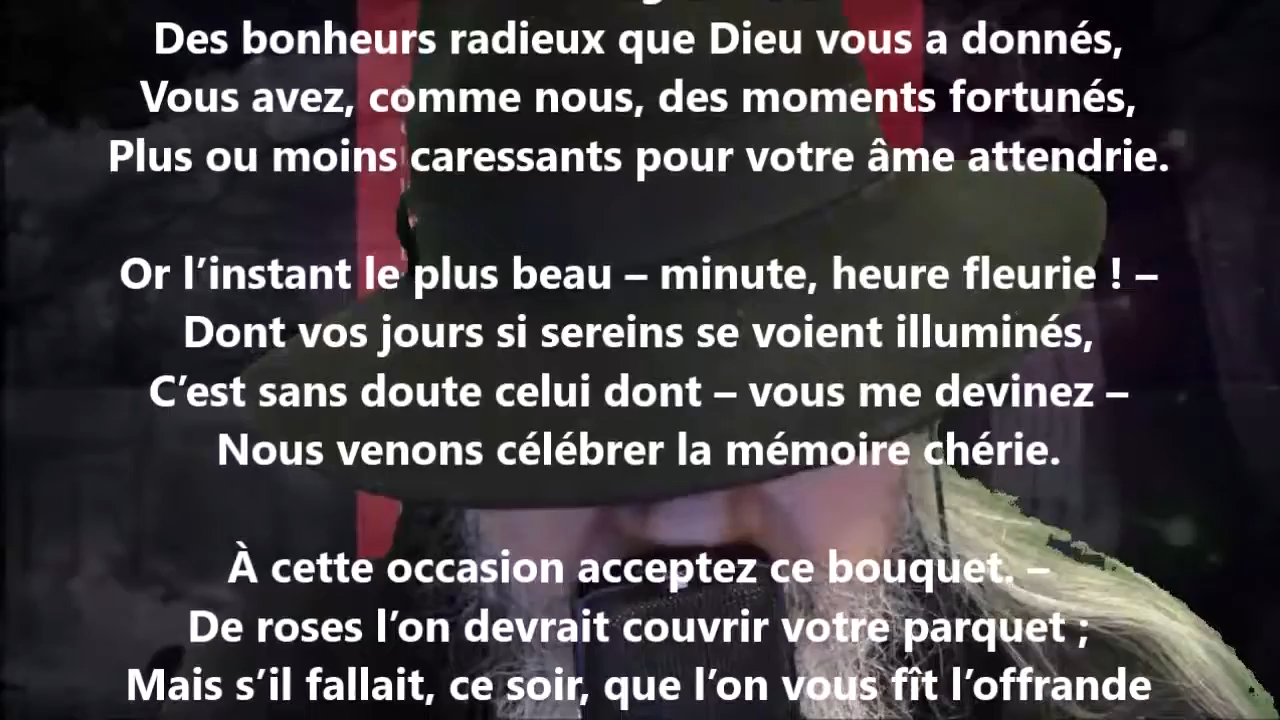 Des bonheurs radieux que Dieu vous a donnés,
Vous avez, comme nous, des moments fortunés,
Plus ou moins caressants pour votre âme attendrie.
Or l’instant le plus beau – minute, heure fleurie ! –
Dont vos jours si sereins se voient illuminés,
C’est sans doute celui dont – vous me devinez –
Nous venons célébrer la mémoire chérie.
À cette occasion acceptez ce bouquet. –
De roses l’on devrait couvrir votre parquet ;
Mais s’il fallait, ce soir, que l’on vous fît l’offrande